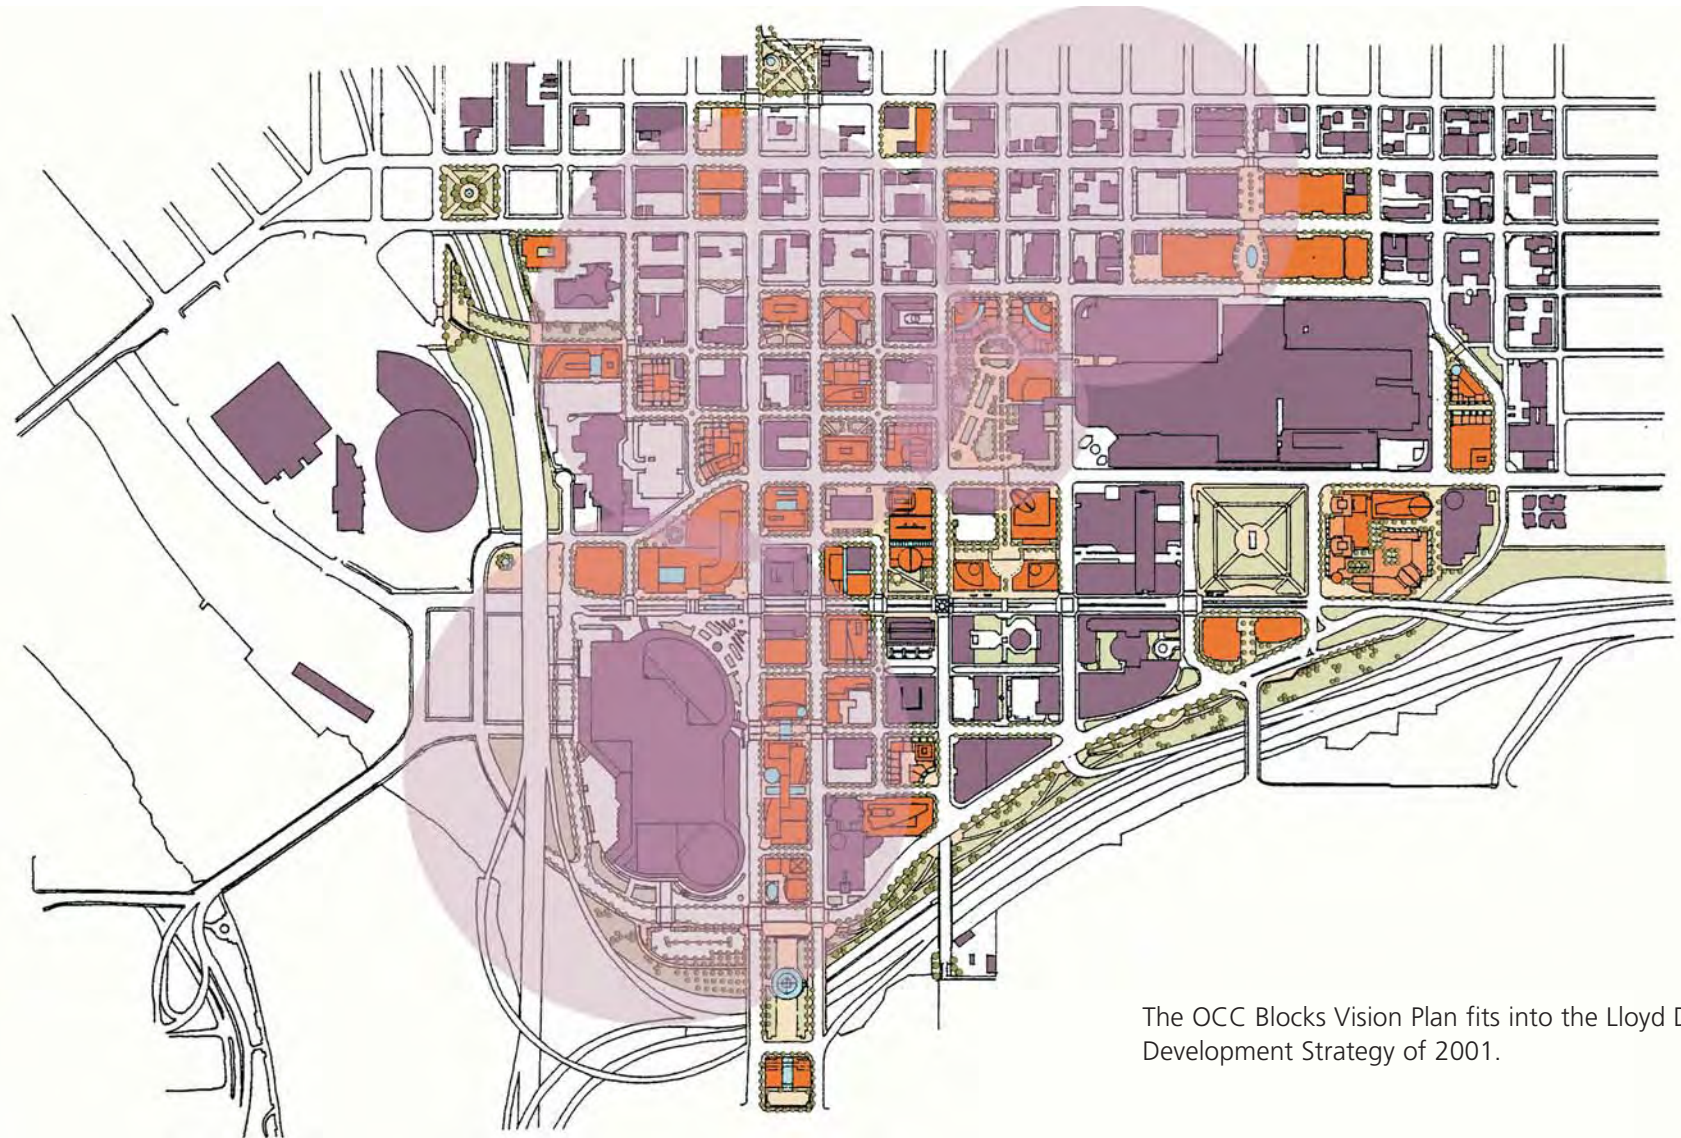 The OCC Blocks Vision Plan fits into the Lloyd
Development Strategy of 2001.